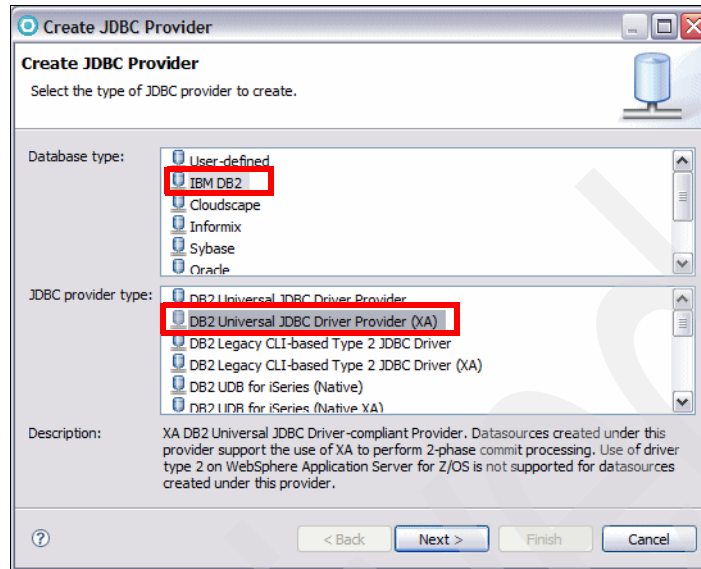 Create JDBC Provider
Create JDBC Provider
Select the type of JDBC provider to create.
Database type:
User-defined
IBM DB2
Cloudscape
Informix
Sybase
Oracle
JDBC provider type:
DB2 Universal JDBC Driver Provider
DB2 Universal JDBC Driver Provider (XA)
DB2 Legacy CLI-based Type 2 JDBC Driver
DB2 Legacy CLI-based Type 2 JDBC Driver (XA)
DB2 UDB for iSeries (Native)
DB2 UDB for iSeries (Native XA)
Description:
XA DB2 Universal JDBC Driver-compliant Provider. Datasources created under this
provider support the use of XA to perform 2-phase commit processing. Use of driver
type 2 on WebSphere Application Server for Z/OS is not supported for datasources
created under this provider.
?
< Back
Next >
Finish
Cancel